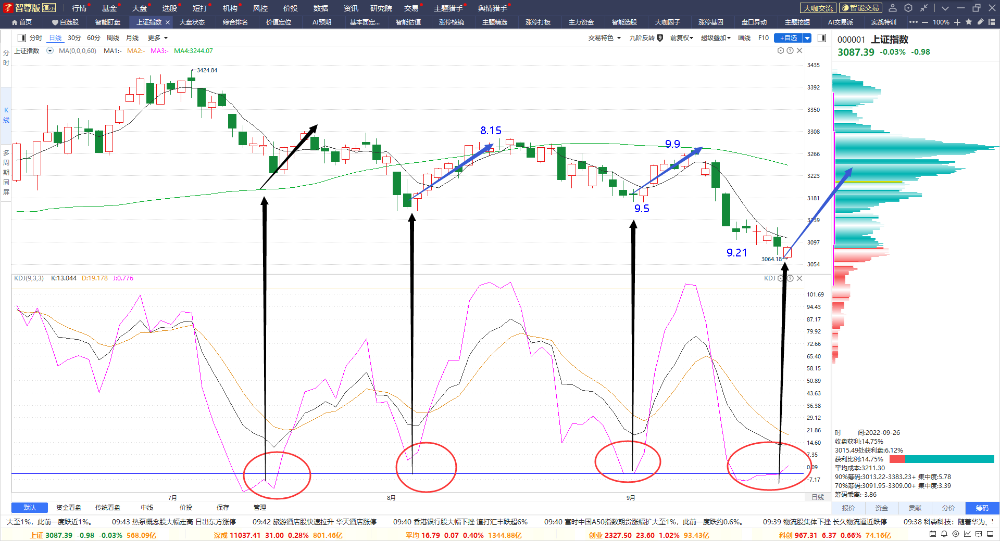 智尊版 演示 行情 基金 大盘 选股 短打 机构 风控 价投 数据 资讯 研究院 交易 主题猎手 舆情猎手 大咖交流 智能交易
首页 自选股 智能盯盘 上证指数 大盘状态 综合排名 价值定位 AI预期 基本面定... 智能估值 涨停棱镜 主题精选 涨停打板 主力资金 智能选股 大咖圈子 涨停基因 盘口异动 主题挖掘 AI交易派 实战特训 100%
分时 日线 30分 60分 周线 月线 更多 交易特色 九阶反转 9 前复权 超级叠加 画线 F10 +自选
000001 上证指数
3087.39 -0.03% -0.98
分时
K线
多周期同屏
上证指数 MA(0,0,0,60) MA1:- MA2:- MA3:- MA4:3244.07
3424.84
8.15
9.9
9.5
9.21
3064.18
3435
3392
3350
3308
3266
3223
3181
3139
3097
3054
KDJ(9,3,3) K:13.044 D:19.178 J:0.776 KDJ
101.69
94.43
87.17
79.92
72.66
65.40
58.15
50.89
43.63
36.38
29.12
21.86
14.60
7.35
0.09
-7.17
7月 8月 9月 日线
时 间:2022-09-26
收盘获利:14.75%
3015.49处获利盘:6.12%
获利比例:14.75%
平均成本:3211.30
90%筹码:3013.22-3383.23+ 集中度:5.78
70%筹码:3091.95-3309.00+ 集中度:3.39
筹码乖离:-3.86
默认 资金看盘 传统看盘 中线 价投 保存 管理
报价 资金 贡献 分价 筹码
大至1%，此前一度跌近1%。 09:43 热泵概念股大幅走高 日出东方涨停 09:42 旅游酒店股快速拉升 华天酒店涨停 09:40 香港银行股大幅下挫 渣打汇丰跌超6% 09:40 富时中国A50指数期货涨幅扩大至1%，此前一度跌约0.6%。 09:39 物流股集体下挫 长久物流逼近跌停 09:38 科森科技：随着华为、
上证 3087.39 -0.98 -0.03% 568.09亿 深成 11037.41 31.00 0.28% 801.46亿 平均 16.79 0.07 0.40% 1344.88亿 创业 2327.50 23.60 1.02% 93.43亿 科创 967.31 6.37 0.66% 74.16亿